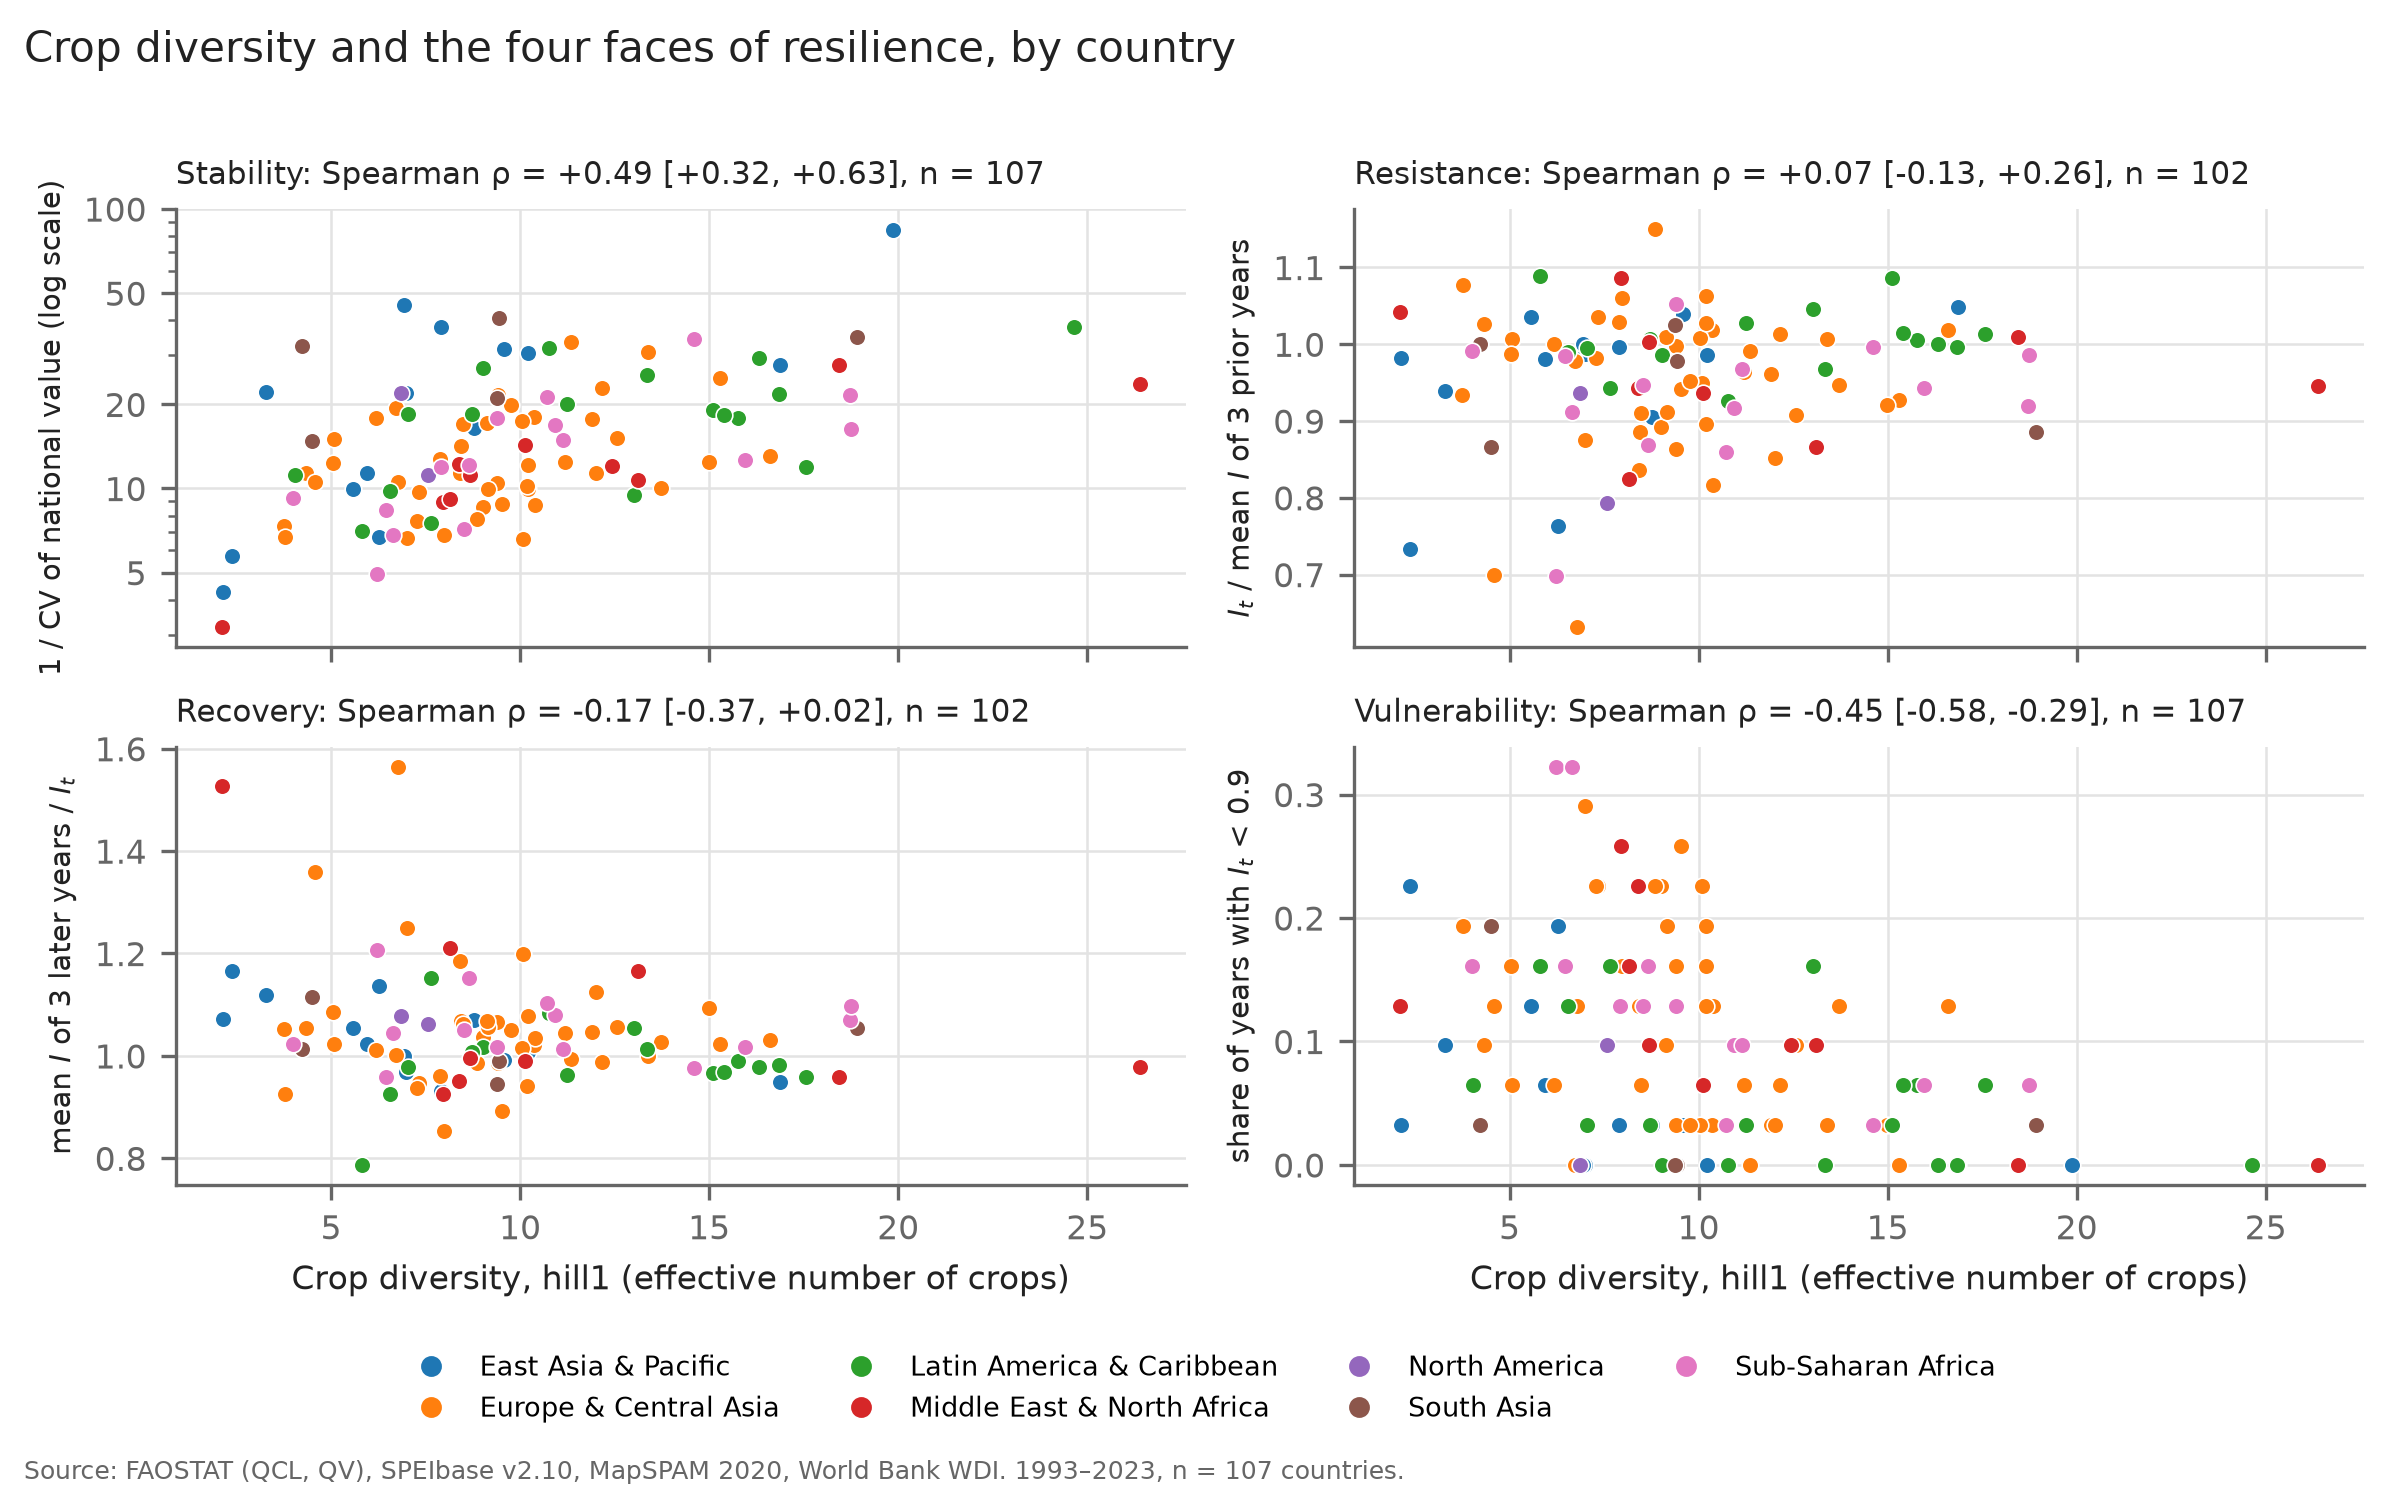 Crop diversity and the four faces of resilience, by country
Stability: Spearman ρ = +0.49 [+0.32, +0.63], n = 107
1 / CV of national value (log scale)
100
50
20
10
5
Resistance: Spearman ρ = +0.07 [-0.13, +0.26], n = 102
I_t / mean I of 3 prior years
1.1
1.0
0.9
0.8
0.7
Recovery: Spearman ρ = -0.17 [-0.37, +0.02], n = 102
mean I of 3 later years / I_t
1.6
1.4
1.2
1.0
0.8
5 10 15 20 25
Crop diversity, hill1 (effective number of crops)
Vulnerability: Spearman ρ = -0.45 [-0.58, -0.29], n = 107
share of years with I_t < 0.9
0.3
0.2
0.1
0.0
5 10 15 20 25
Crop diversity, hill1 (effective number of crops)
East Asia & Pacific
Europe & Central Asia
Latin America & Caribbean
Middle East & North Africa
North America
South Asia
Sub-Saharan Africa
Source: FAOSTAT (QCL, QV), SPEIbase v2.10, MapSPAM 2020, World Bank WDI. 1993–2023, n = 107 countries.